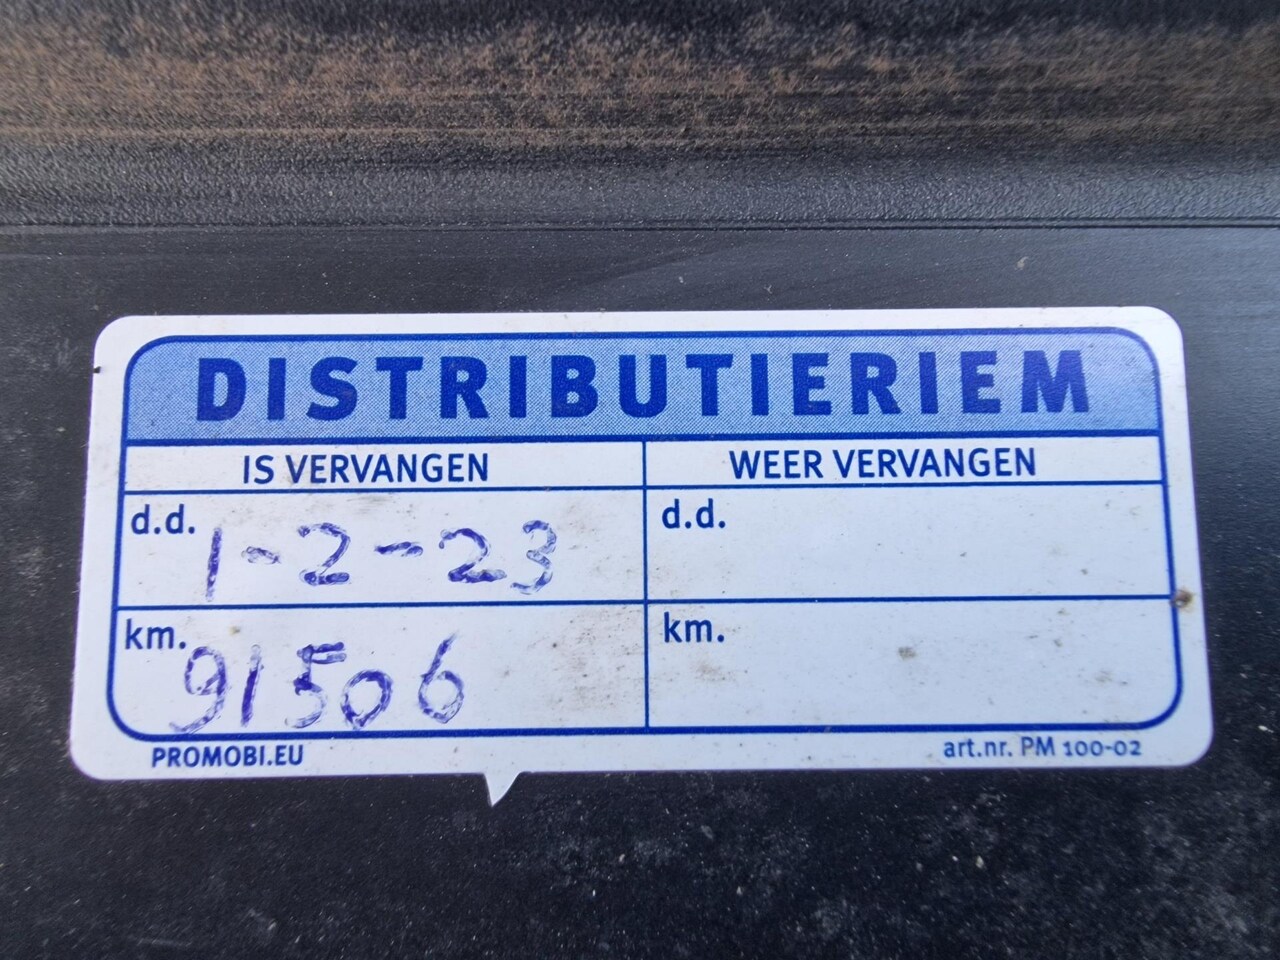 DISTRIBUTIERIEM
IS VERVANGEN WEER VERVANGEN
d.d. 1-2-23 d.d.
km. 91506 km.
PROMOBI.EU art.nr. PM 100-02